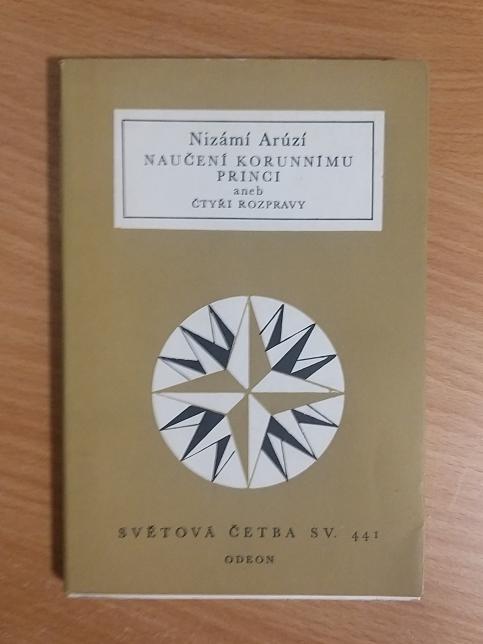 Nizámí Arúzí
NAUČENÍ KORUNNÍMU
PRINCI
aneb
ČTYŘI ROZPRAVY
SVĚTOVÁ ČETBA SV. 441
ODEON